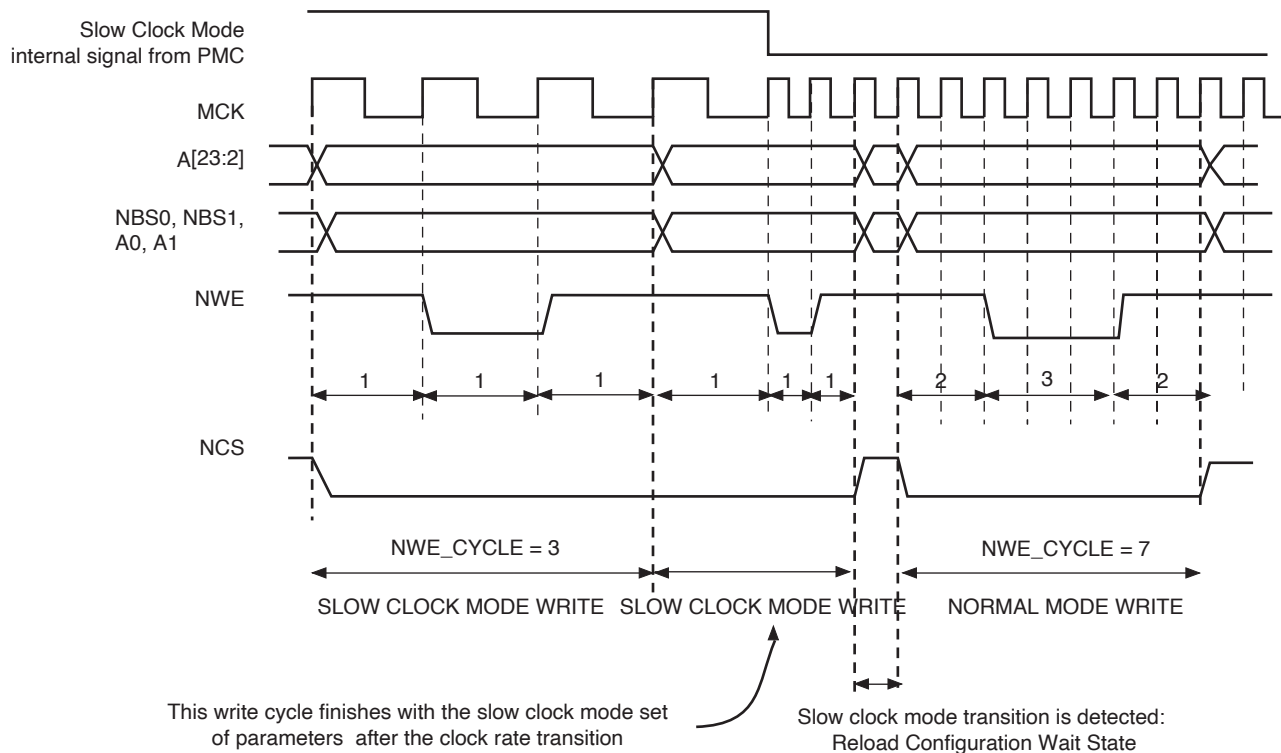 Slow Clock Mode
internal signal from PMC
MCK
A[23:2]
NBS0, NBS1,
A0, A1
NWE
1 1 1 1 1 1 2 3 2
NCS
NWE_CYCLE = 3 NWE_CYCLE = 7
SLOW CLOCK MODE WRITE SLOW CLOCK MODE WRITE NORMAL MODE WRITE
This write cycle finishes with the slow clock mode set
of parameters after the clock rate transition
Slow clock mode transition is detected:
Reload Configuration Wait State